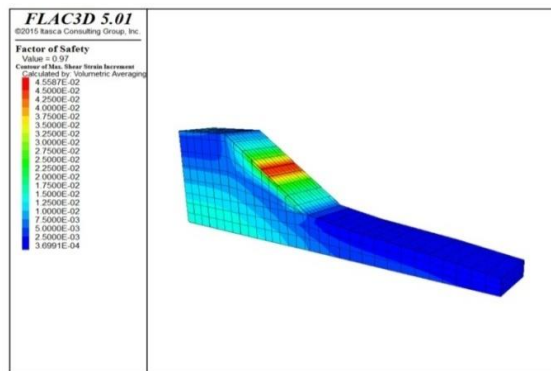 FLAC3D 5.01
©2015 Itasca Consulting Group, Inc.
Factor of Safety
Value = 0.97
Contour of Max. Shear Strain Increment
Calculated by: Volumetric Averaging
4.5587E-02
4.5000E-02
4.2500E-02
4.0000E-02
3.7500E-02
3.5000E-02
3.2500E-02
3.0000E-02
2.7500E-02
2.5000E-02
2.2500E-02
2.0000E-02
1.7500E-02
1.5000E-02
1.2500E-02
1.0000E-02
7.5000E-03
5.0000E-03
2.5000E-03
3.6991E-04